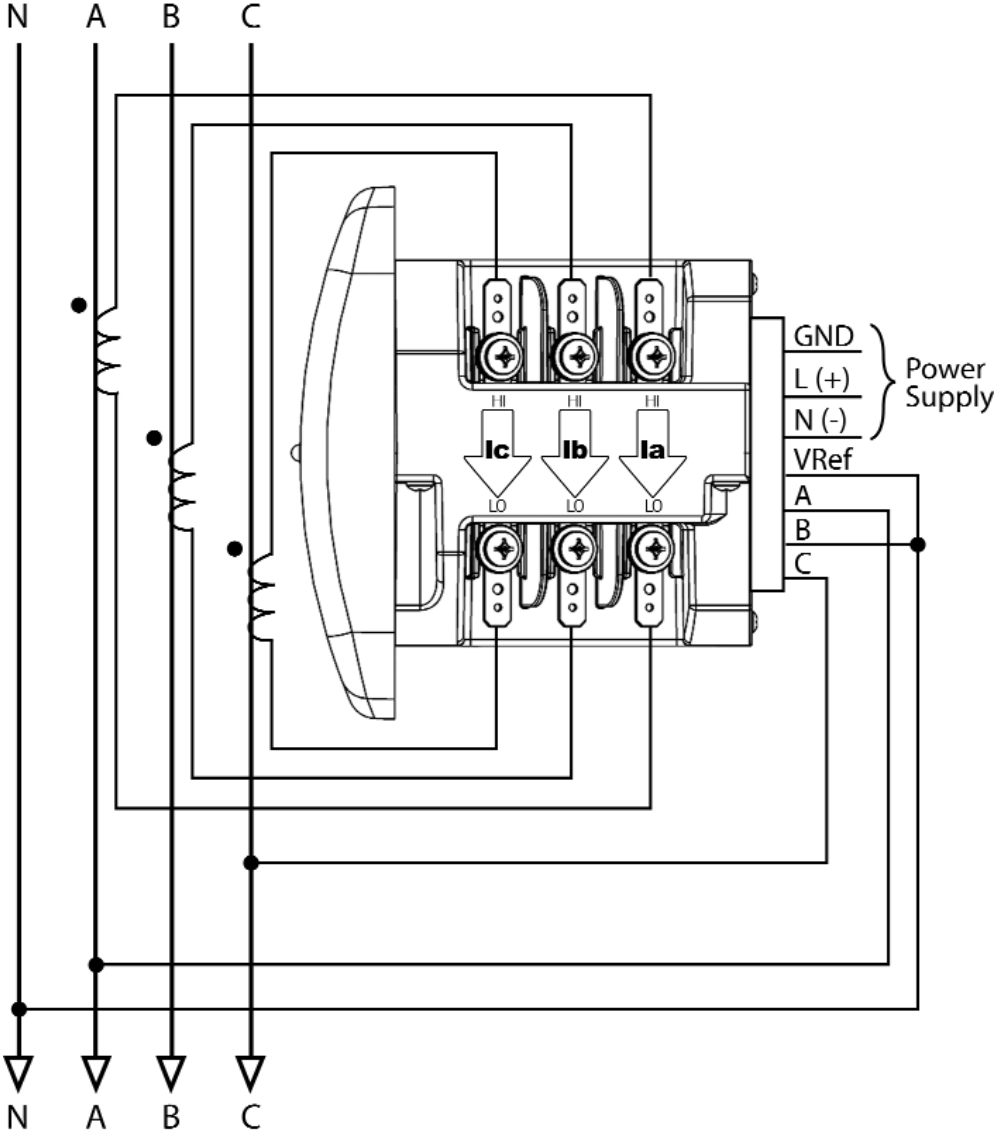 N A B C
GND
L (+)
N (-)
Power
Supply
HI HI HI
Ic Ib Ia
LO LO LO
VRef
A
B
C
N A B C